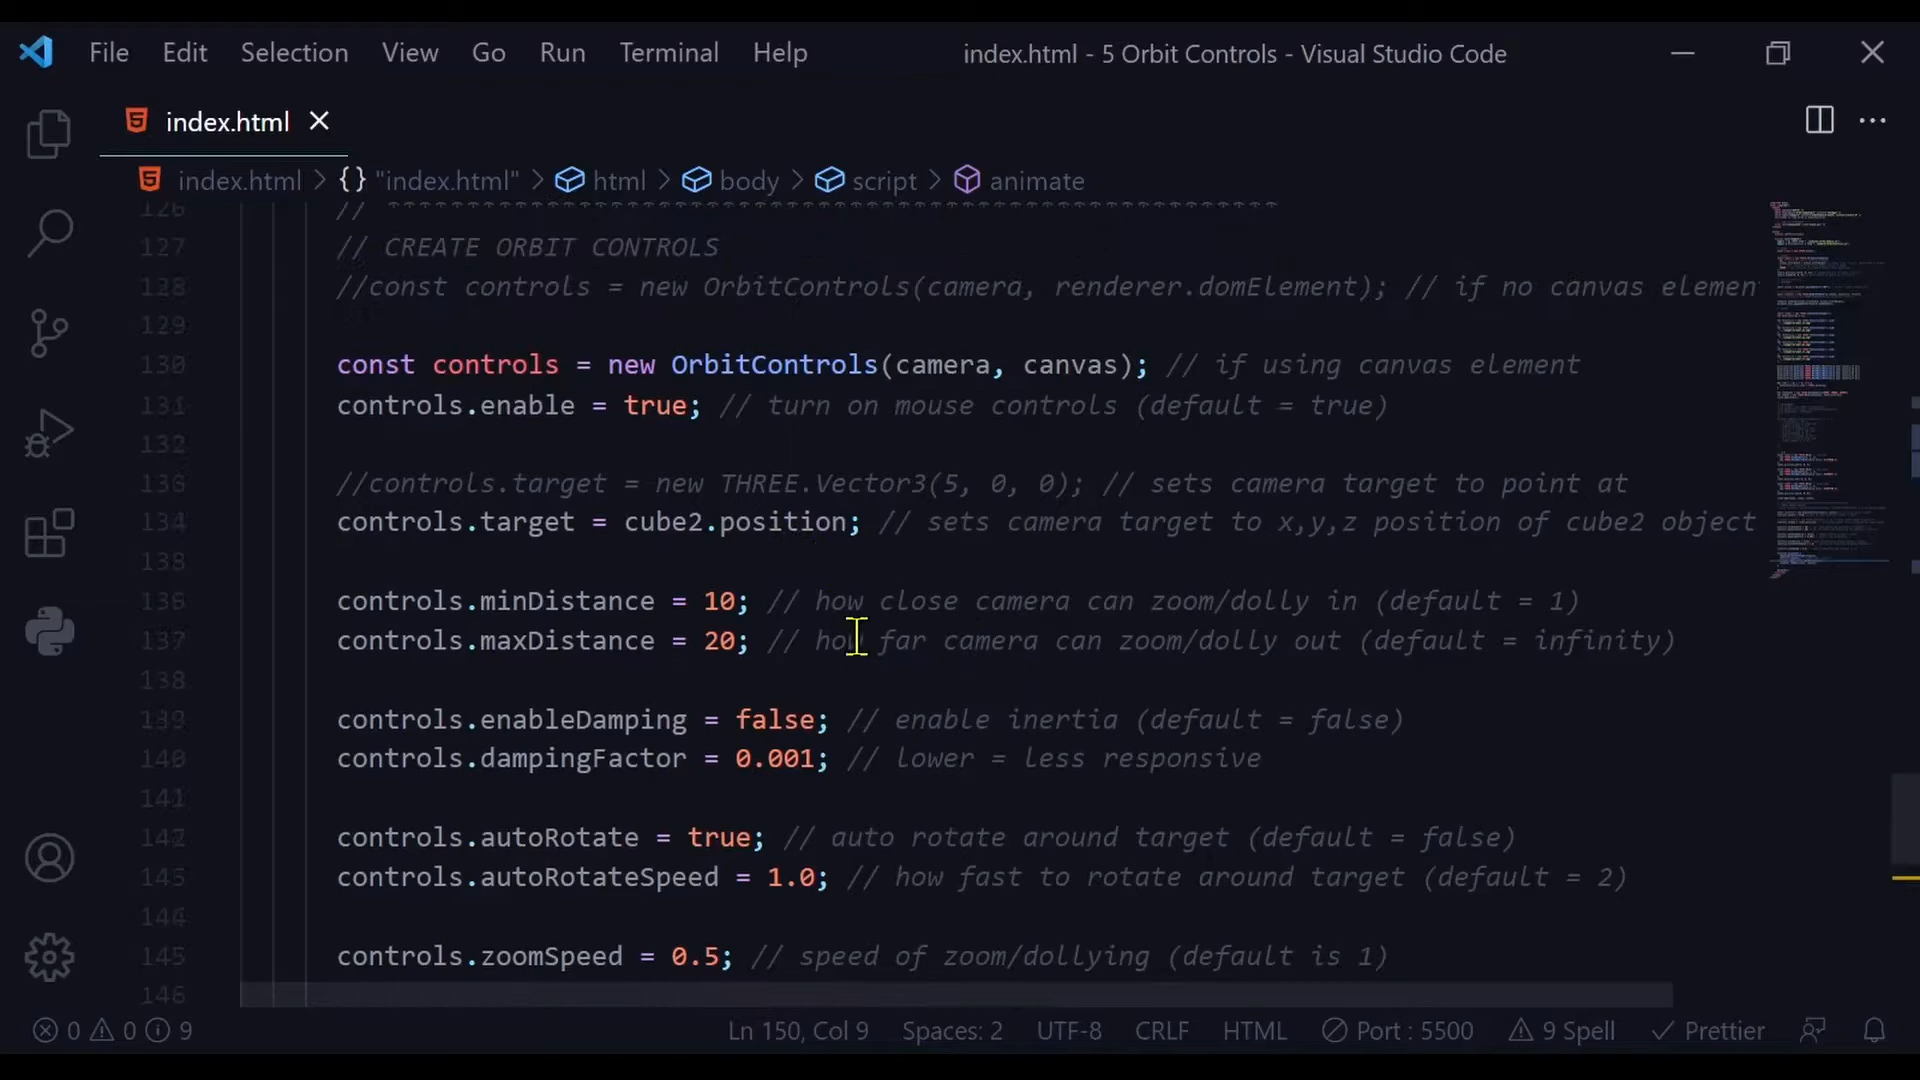 File Edit Selection View Go Run Terminal Help index.html - 5 Orbit Controls - Visual Studio Code
index.html
index.html > {} "index.html" > html > body > script > animate
126 // ********************************************************
127 // CREATE ORBIT CONTROLS
128 //const controls = new OrbitControls(camera, renderer.domElement); // if no canvas elemen
129
130 const controls = new OrbitControls(camera, canvas); // if using canvas element
131 controls.enable = true; // turn on mouse controls (default = true)
132
//controls.target = new THREE.Vector3(5, 0, 0); // sets camera target to point at
134 controls.target = cube2.position; // sets camera target to x,y,z position of cube2 object
controls.minDistance = 10; // how close camera can zoom/dolly in (default = 1)
137 controls.maxDistance = 20; // how far camera can zoom/dolly out (default = infinity)
138
139 controls.enableDamping = false; // enable inertia (default = false)
140 controls.dampingFactor = 0.001; // lower = less responsive
141
controls.autoRotate = true; // auto rotate around target (default = false)
controls.autoRotateSpeed = 1.0; // how fast to rotate around target (default = 2)
144
145 controls.zoomSpeed = 0.5; // speed of zoom/dollying (default is 1)
146
0 0 9 Ln 150, Col 9 Spaces: 2 UTF-8 CRLF HTML Port : 5500 9 Spell Prettier